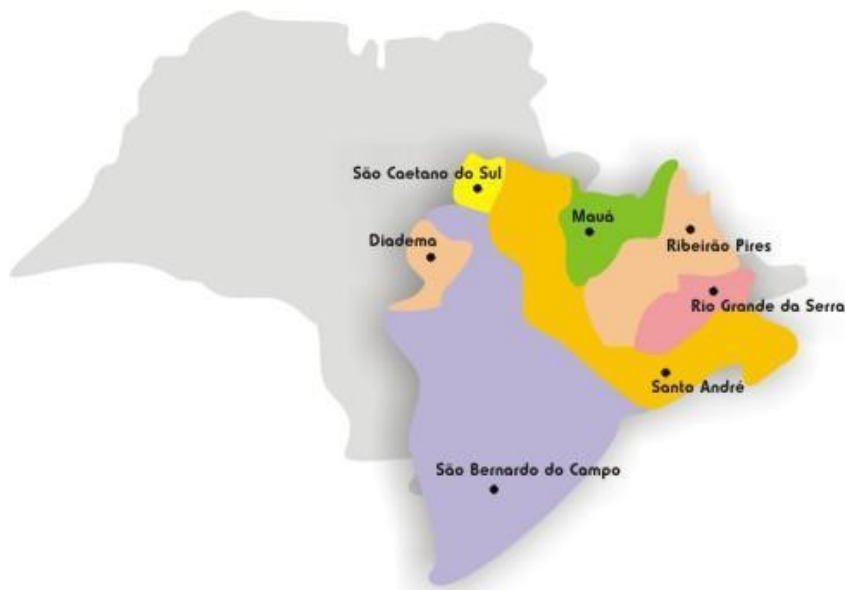 São Caetano do Sul
Mauá
Diadema
Ribeirão Pires
Rio Grande da Serra
Santo André
São Bernardo do Campo